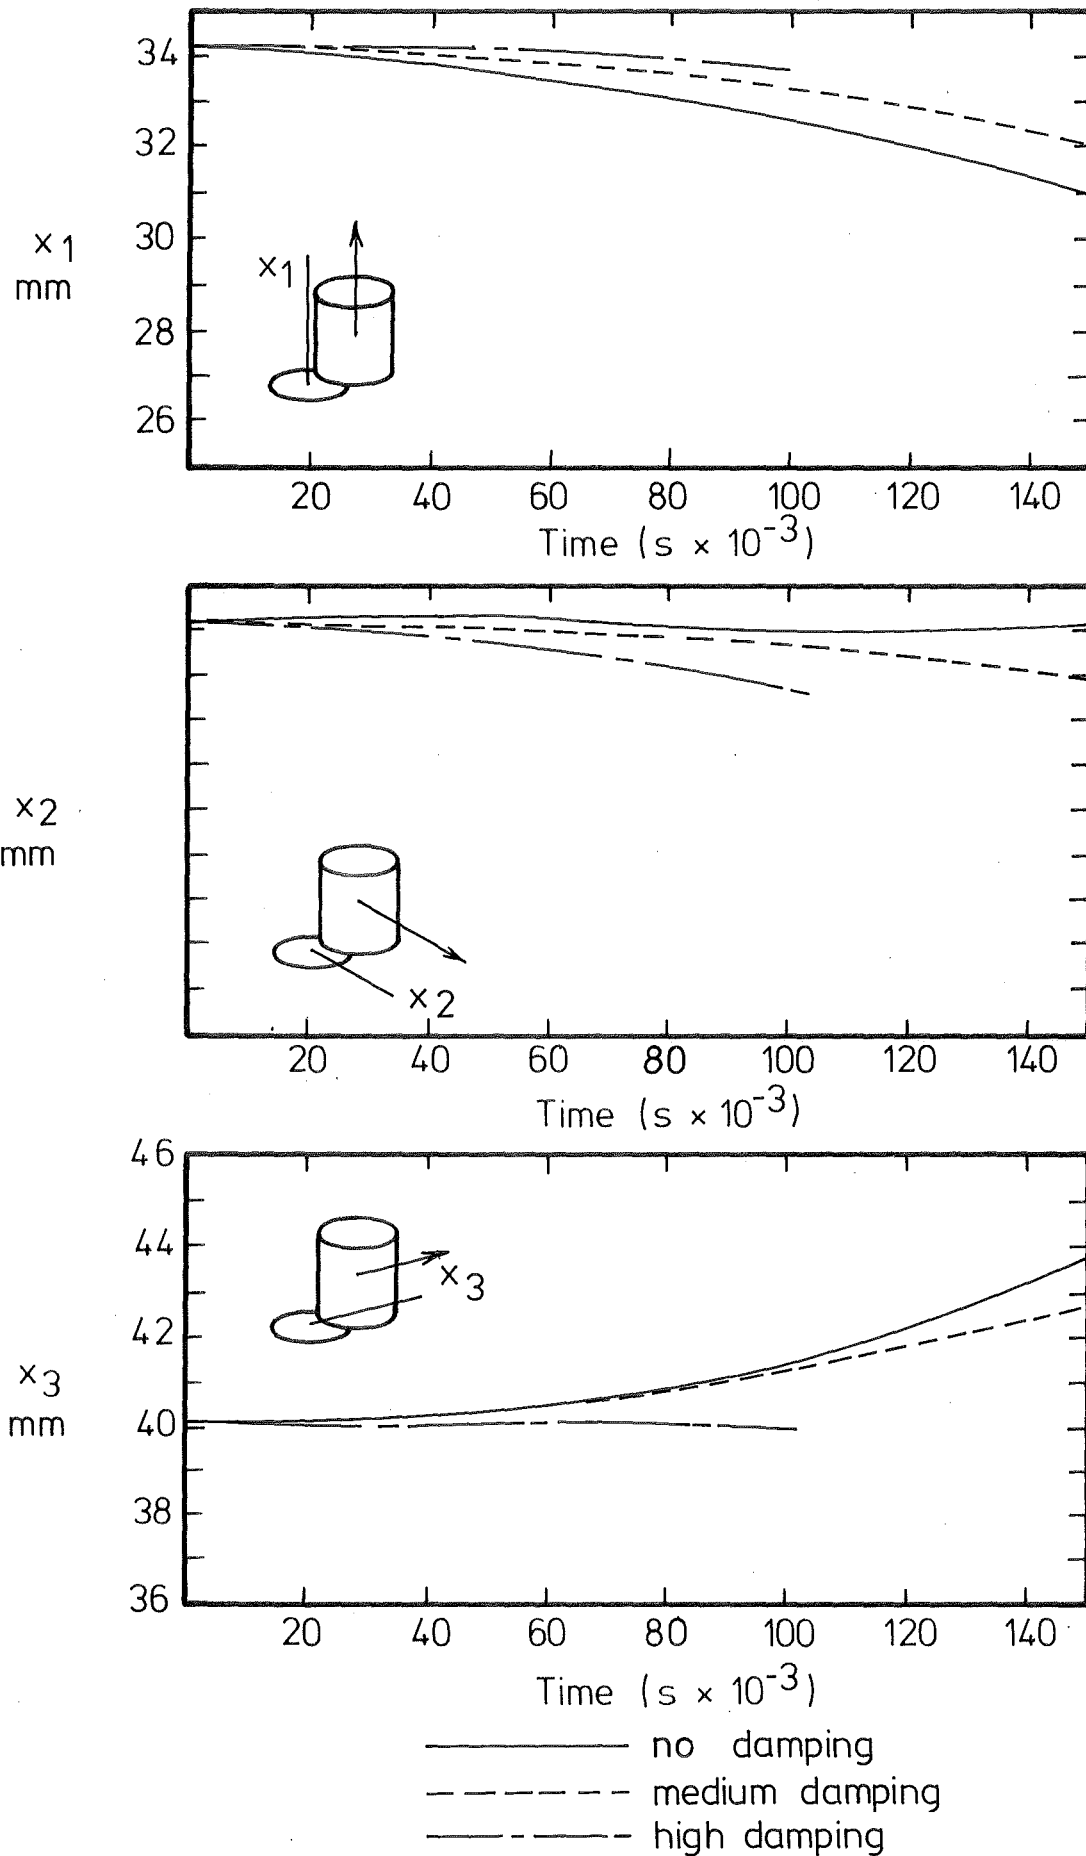 34
32
x1
mm
30
28
26
x1
20 40 60 80 100 120 140
Time (s × 10⁻³)
x2
mm
x2
20 40 60 80 100 120 140
Time (s × 10⁻³)
46
44
42
x3
mm
40
38
36
x3
20 40 60 80 100 120 140
Time (s × 10⁻³)
no damping
medium damping
high damping